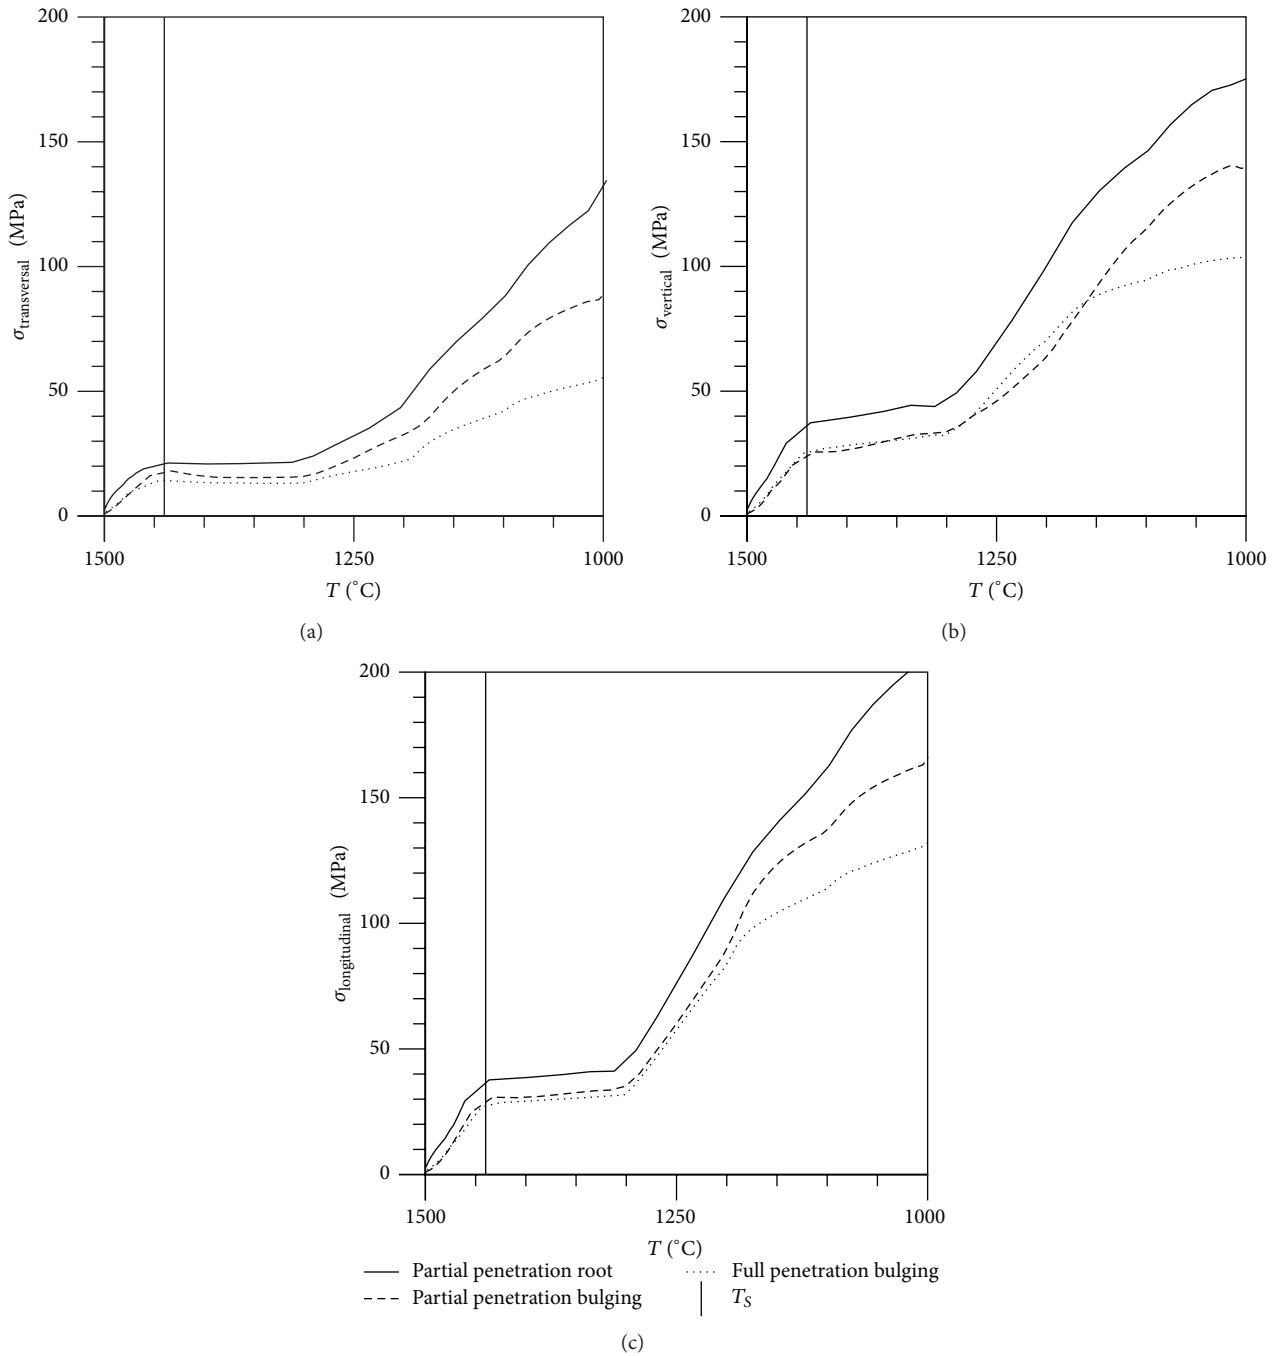 200
150
100
50
0
σtransversal (MPa)
1500
1250
1000
T (°C)
(a)
200
150
100
50
0
σvertical (MPa)
1500
1250
1000
T (°C)
(b)
200
150
100
50
0
σlongitudinal (MPa)
1500
1250
1000
T (°C)
Partial penetration root
Partial penetration bulging
Full penetration bulging
TS
(c)